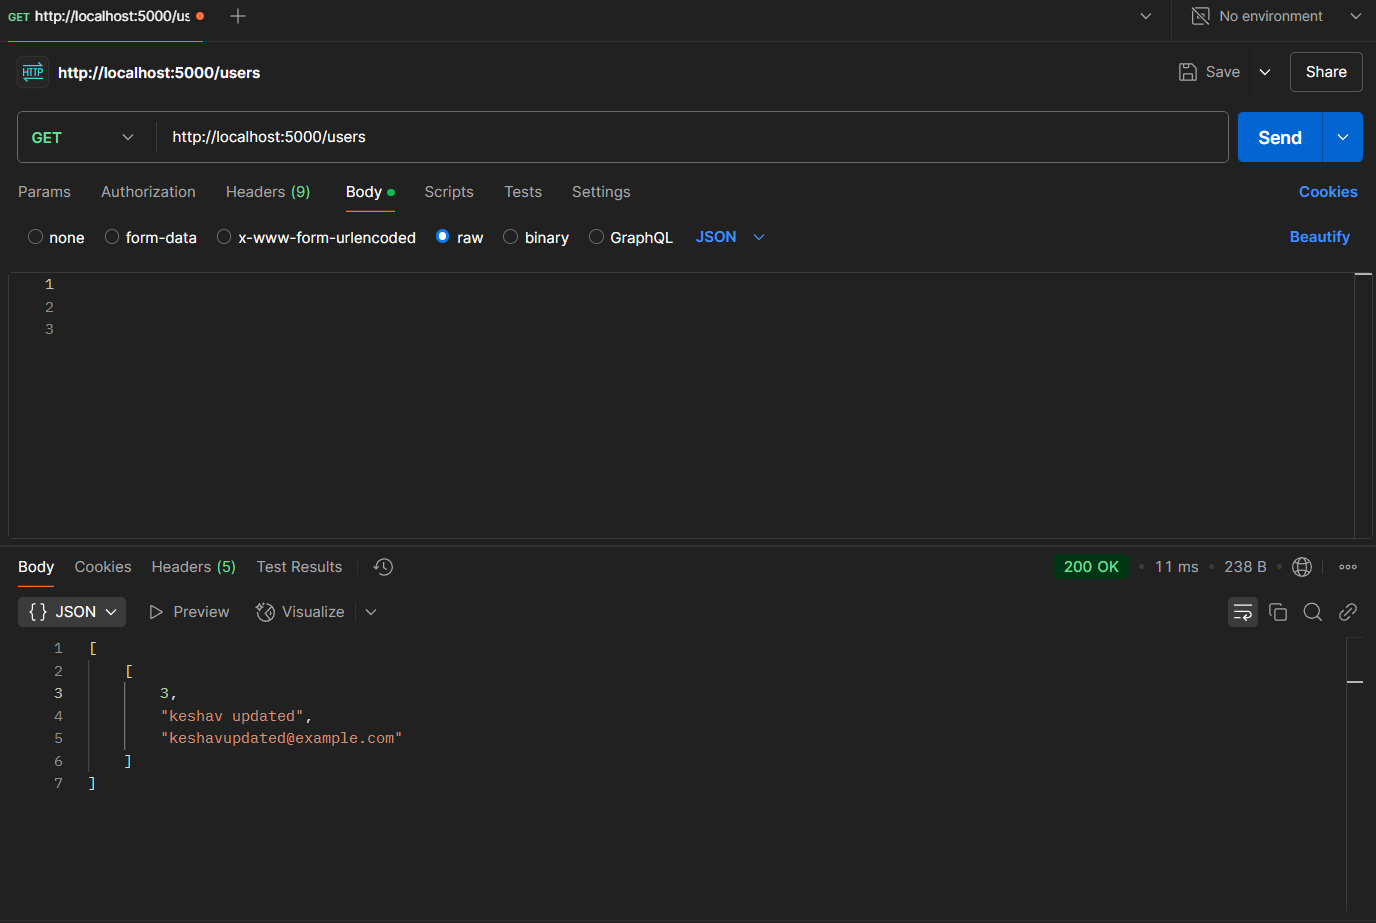 GET http://localhost:5000/us
No environment
HTTP http://localhost:5000/users
Save
Share
GET http://localhost:5000/users
Send
Params Authorization Headers (9) Body Scripts Tests Settings Cookies
none form-data x-www-form-urlencoded raw binary GraphQL JSON Beautify
1
2
3
Body Cookies Headers (5) Test Results 200 OK 11 ms 238 B
{} JSON Preview Visualize
1 [
2 [
3 3,
4 "keshav updated",
5 "keshavupdated@example.com"
6 ]
7 ]